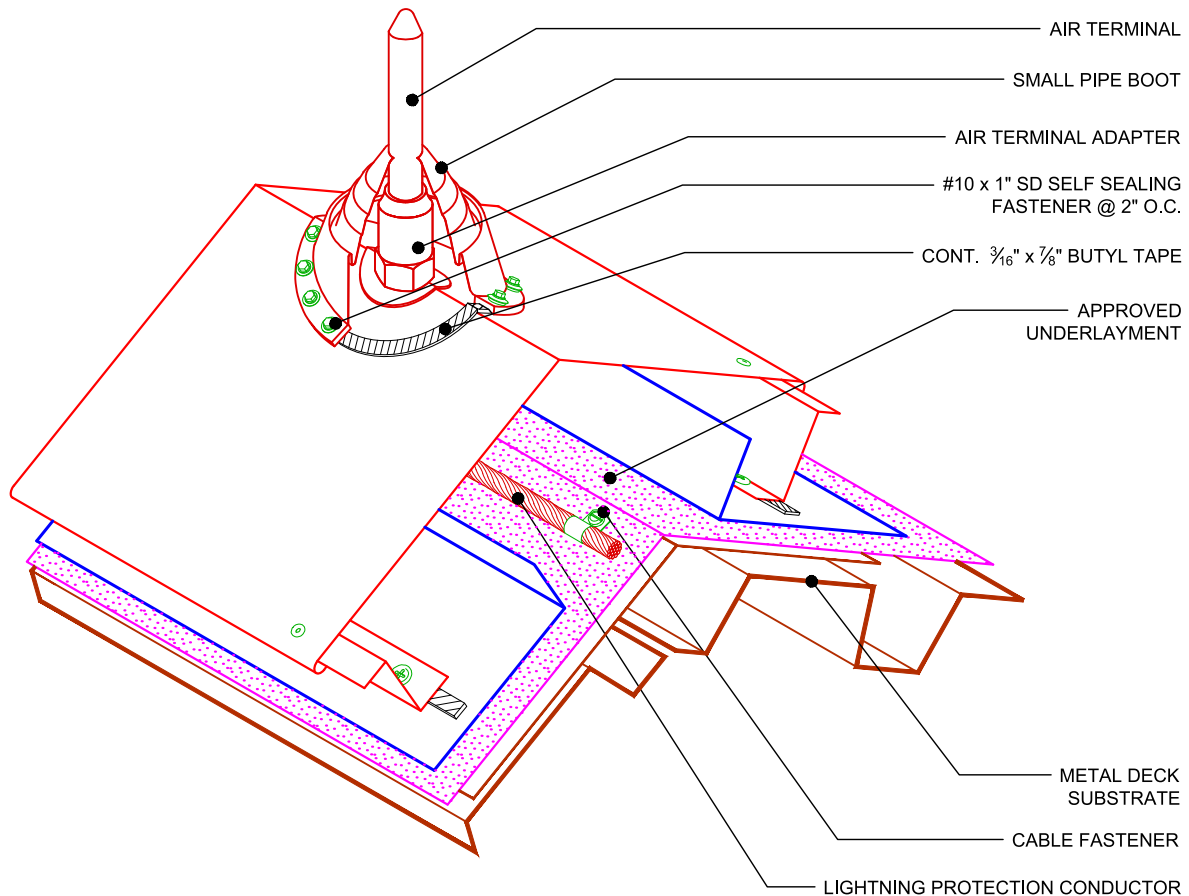 AIR TERMINAL
SMALL PIPE BOOT
AIR TERMINAL ADAPTER
#10 x 1" SD SELF SEALING
FASTENER @ 2" O.C.
CONT. 3⁄16" x 7⁄8" BUTYL TAPE
APPROVED
UNDERLAYMENT
METAL DECK
SUBSTRATE
CABLE FASTENER
LIGHTNING PROTECTION CONDUCTOR